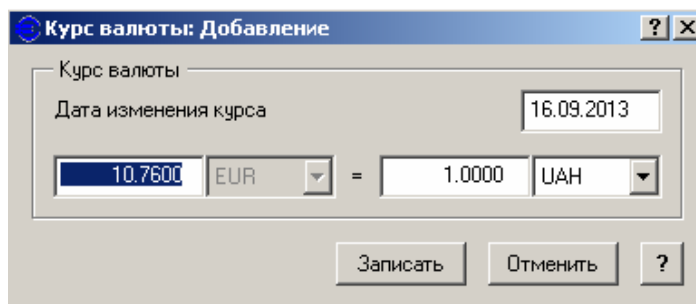 Курс валюты: Добавление ? X
Курс валюты
Дата изменения курса 16.09.2013
10.7600 EUR = 1.0000 UAH
Записать Отменить ?